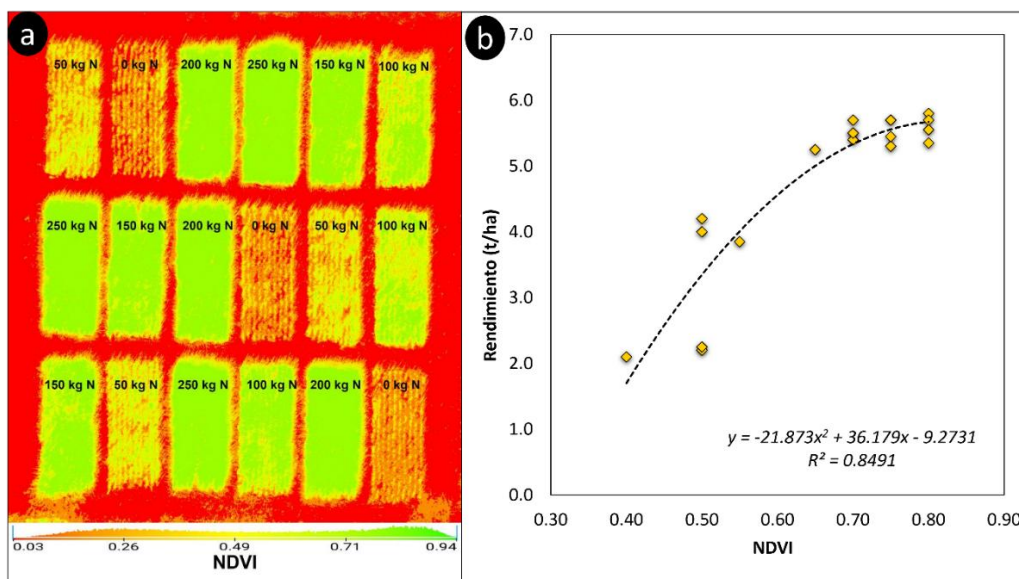 a
50 kg N 0 kg N 200 kg N 250 kg N 150 kg N 100 kg N
250 kg N 150 kg N 200 kg N 0 kg N 50 kg N 100 kg N
150 kg N 50 kg N 250 kg N 100 kg N 200 kg N 0 kg N
0.03 0.26 0.49 0.71 0.94
NDVI
b
Rendimiento (t/ha)
7.0
6.0
5.0
4.0
3.0
2.0
1.0
0.0
y = -21.873x² + 36.179x - 9.2731
R² = 0.8491
0.30 0.40 0.50 0.60 0.70 0.80 0.90
NDVI